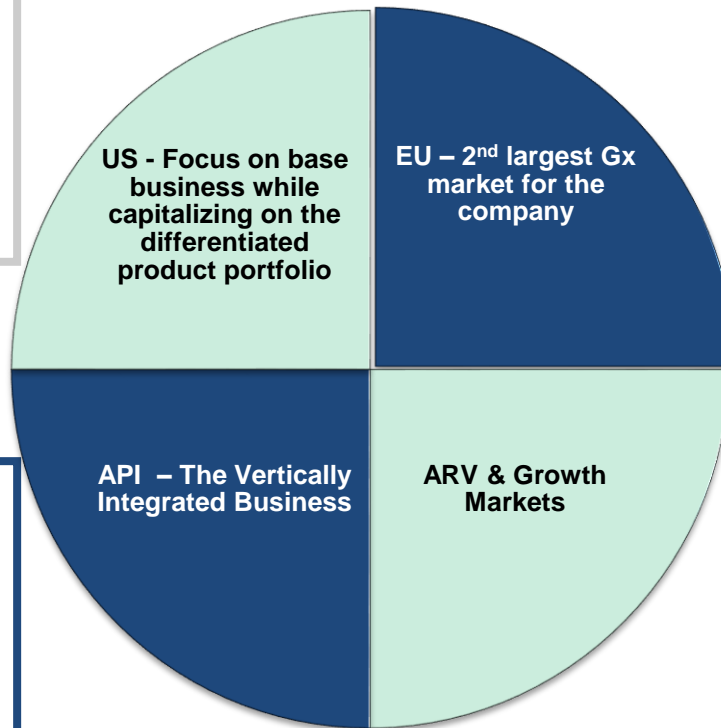 US - Focus on base
business while
capitalizing on the
differentiated
product portfolio
EU – 2nd largest Gx
market for the
company
API – The Vertically
Integrated Business
ARV & Growth
Markets